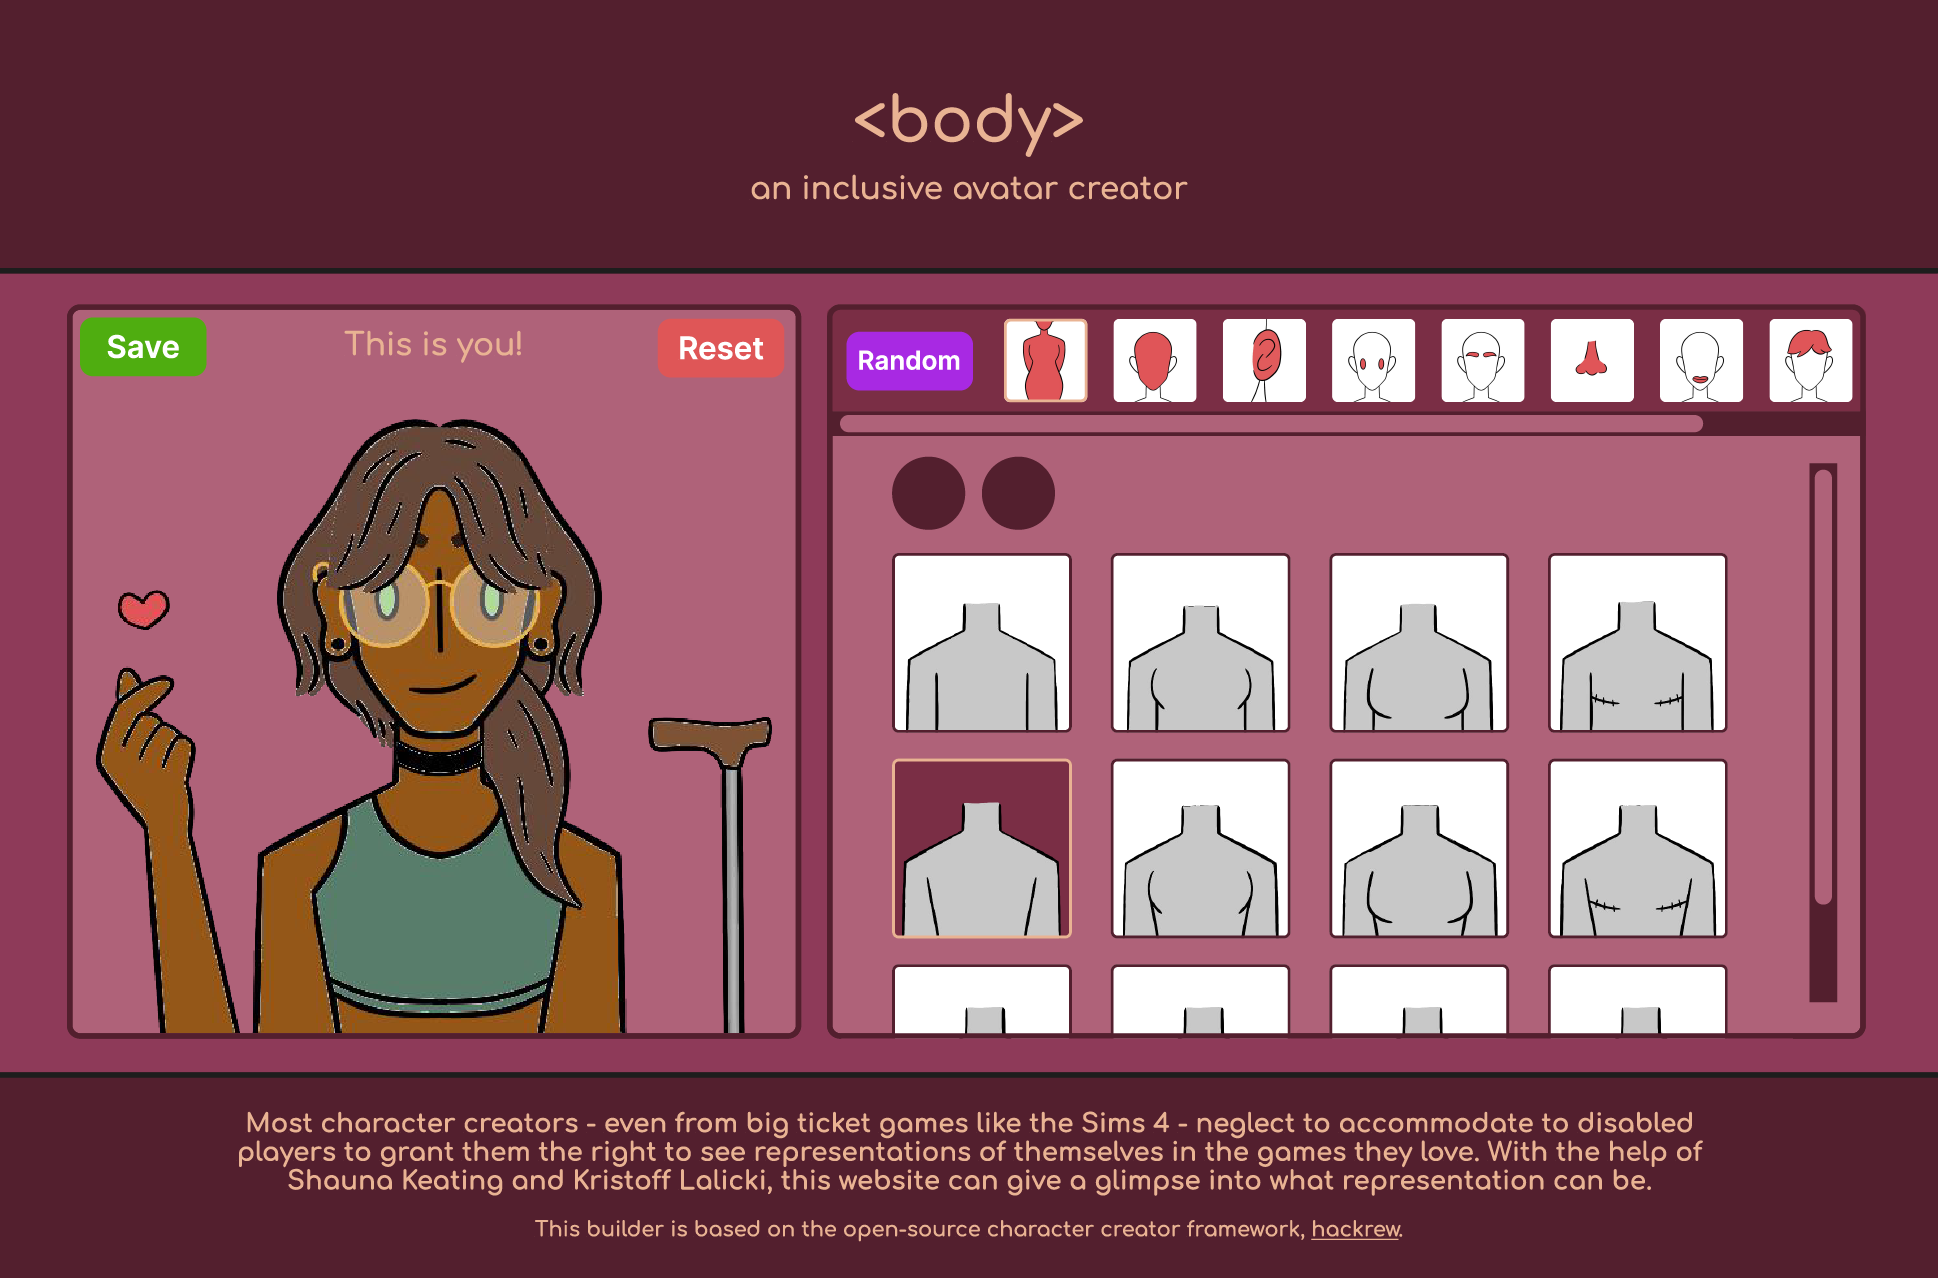 <body>
an inclusive avatar creator
Save
This is you!
Reset
Random
Most character creators - even from big ticket games like the Sims 4 - neglect to accommodate to disabled
players to grant them the right to see representations of themselves in the games they love. With the help of
Shauna Keating and Kristoff Lalicki, this website can give a glimpse into what representation can be.
This builder is based on the open-source character creator framework, hackrew.